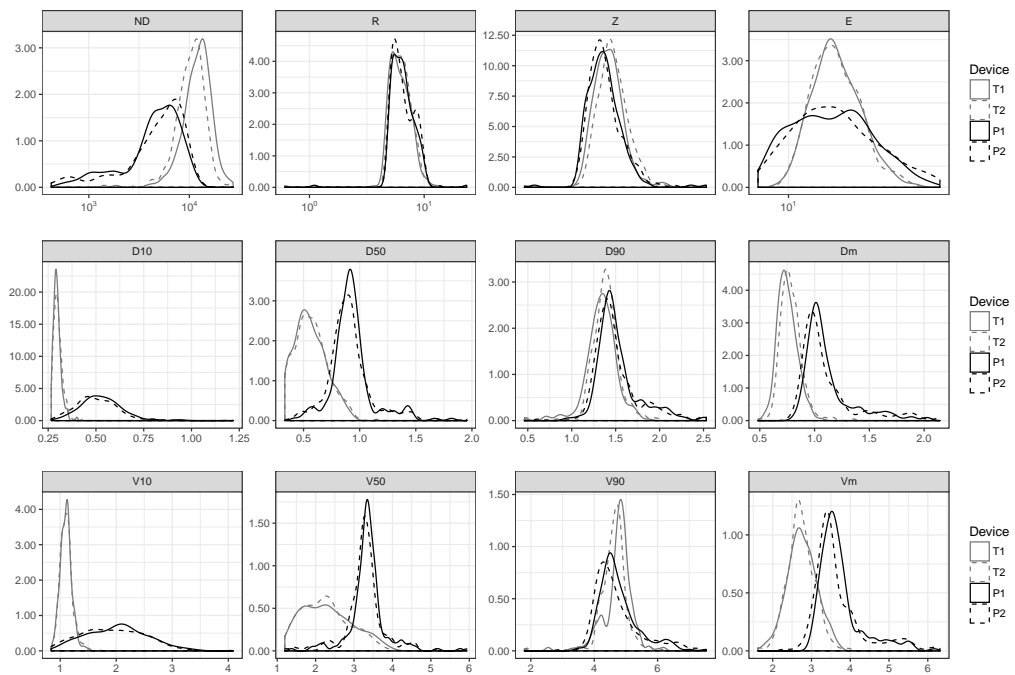 ND R Z E
3.00 2.00 1.00 0.00
4.00 3.00 2.00 1.00 0.00
12.50 10.00 7.50 5.00 2.50 0.00
3.00 2.00 1.00 0.00
10³ 10⁴
10⁰ 10¹
10¹
Device
T1
T2
P1
P2
D10 D50 D90 Dm
20.00 15.00 10.00 5.00 0.00
3.00 2.00 1.00 0.00
3.00 2.00 1.00 0.00
4.00 3.00 2.00 1.00 0.00
0.25 0.50 0.75 1.00 1.25
0.5 1.0 1.5 2.0
0.5 1.0 1.5 2.0 2.5
0.5 1.0 1.5 2.0
Device
T1
T2
P1
P2
V10 V50 V90 Vm
4.00 3.00 2.00 1.00 0.00
1.50 1.00 0.50 0.00
1.50 1.00 0.50 0.00
1.00 0.50 0.00
1 2 3 4
1 2 3 4 5 6
2 4 6
2 3 4 5 6
Device
T1
T2
P1
P2